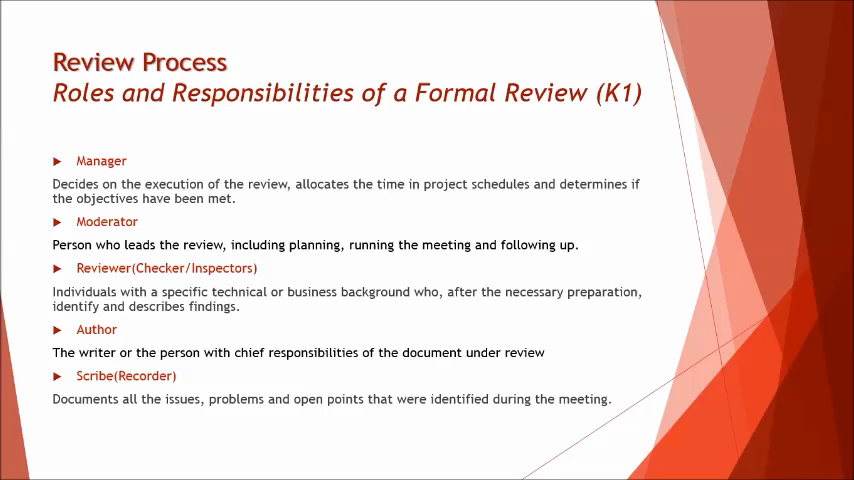 Review Process
Roles and Responsibilities of a Formal Review (K1)
Manager
Decides on the execution of the review, allocates the time in project schedules and determines if
the objectives have been met.
Moderator
Person who leads the review, including planning, running the meeting and following up.
Reviewer(Checker/Inspectors)
Individuals with a specific technical or business background who, after the necessary preparation,
identify and describes findings.
Author
The writer or the person with chief responsibilities of the document under review
Scribe(Recorder)
Documents all the issues, problems and open points that were identified during the meeting.